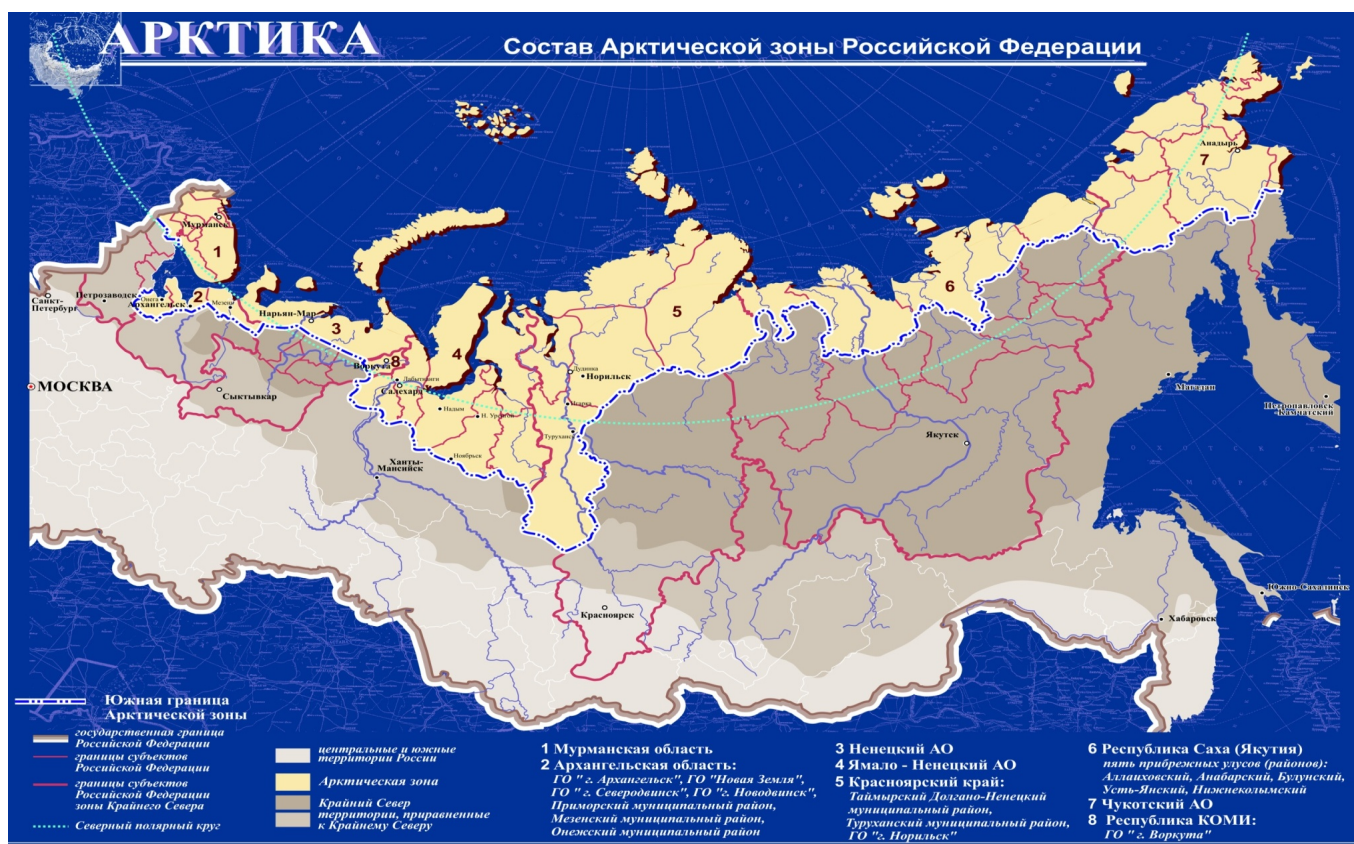 АРКТИКА
Состав Арктической зоны Российской Федерации
Анадырь
7
Мурманск
1
Санкт-
Петербург
Петрозаводск
Онега
Архангельск
2
Мезень
Нарьян-Мар
3
8
Воркута
4
5
6
Лабытнанги
Салехард
Дудинка
Норильск
МОСКВА
Сыктывкар
Надым
Н. Уренгой
Игарка
Туруханск
Магадан
Петропавловск
-Камчатский
Якутск
Ноябрьск
Ханты-
Мансийск
Южно-Сахалинск
Красноярск
Хабаровск
Южная граница
Арктической зоны
государственная граница
Российской Федерации
границы субъектов
Российской Федерации
границы субъектов
Российской Федерации
зоны Крайнего Севера
Северный полярный круг
центральные и южные
территории России
Арктическая зона
Крайний Север
территории, приравненные
к Крайнему Северу
1 Мурманская область
2 Архангельская область:
ГО " г. Архангельск", ГО "Новая Земля",
ГО " г. Северодвинск", ГО "г. Новодвинск",
Приморский муниципальный район,
Мезенский муниципальный район,
Онежский муниципальный район
3 Ненецкий АО
4 Ямало - Ненецкий АО
5 Красноярский край:
Таймырский Долгано-Ненецкий
муниципальный район,
Туруханский муниципальный район,
ГО "г. Норильск"
6 Республика Саха (Якутия)
пять прибрежных улусов (районов):
Аллаиховский, Анабарский, Булунский,
Усть-Янский, Нижнеколымский
7 Чукотский АО
8 Республика КОМИ:
ГО " г. Воркута"